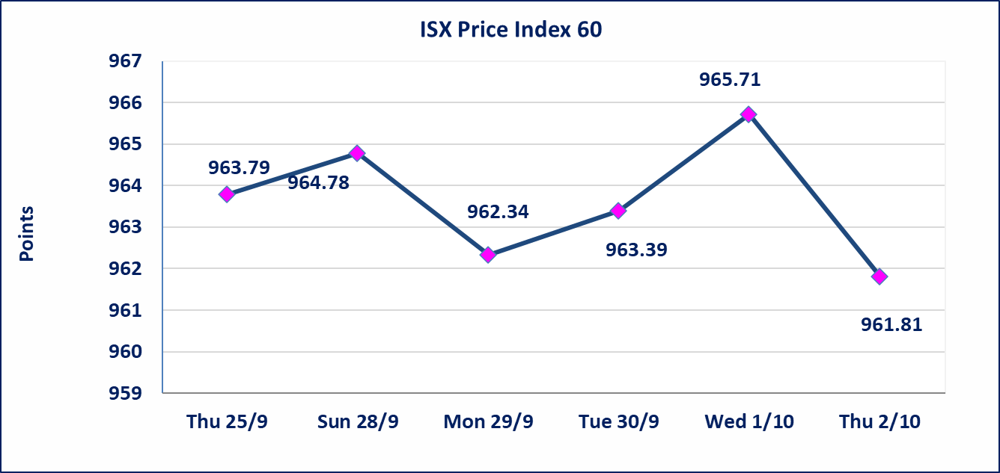 ISX Price Index 60
Points
967
966
965
964
963
962
961
960
959
963.79
964.78
962.34
963.39
965.71
961.81
Thu 25/9
Sun 28/9
Mon 29/9
Tue 30/9
Wed 1/10
Thu 2/10